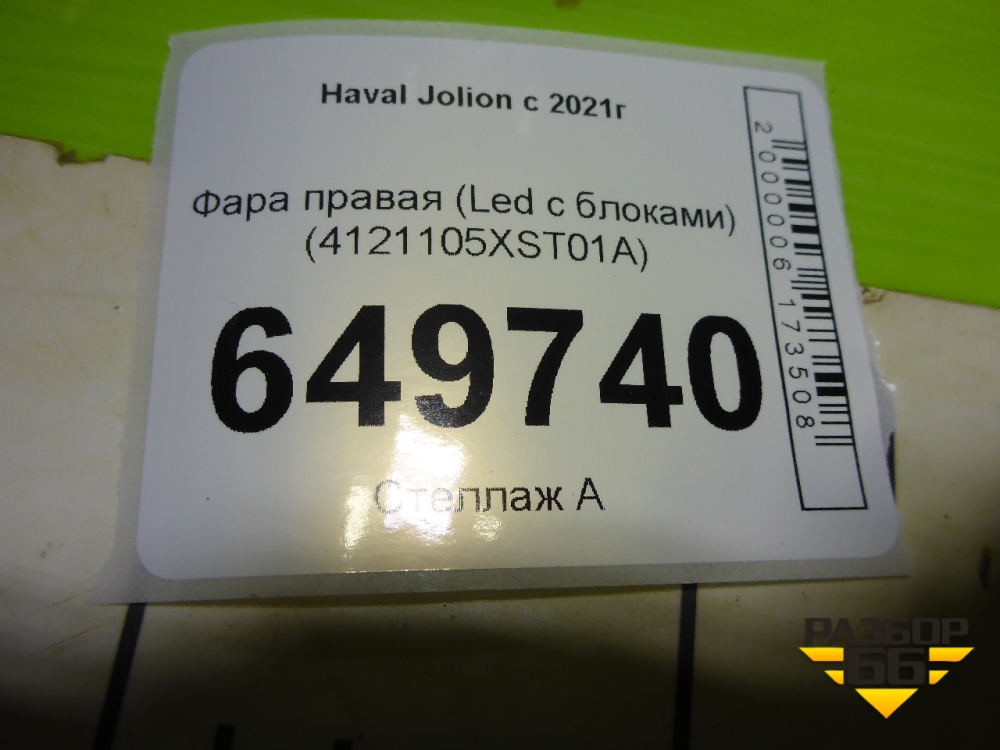 Haval Jolion с 2021г
Фара правая (Led с блоками)
(4121105XST01A)
649740
Стеллаж А
2000006173508
РАЗБОР
66